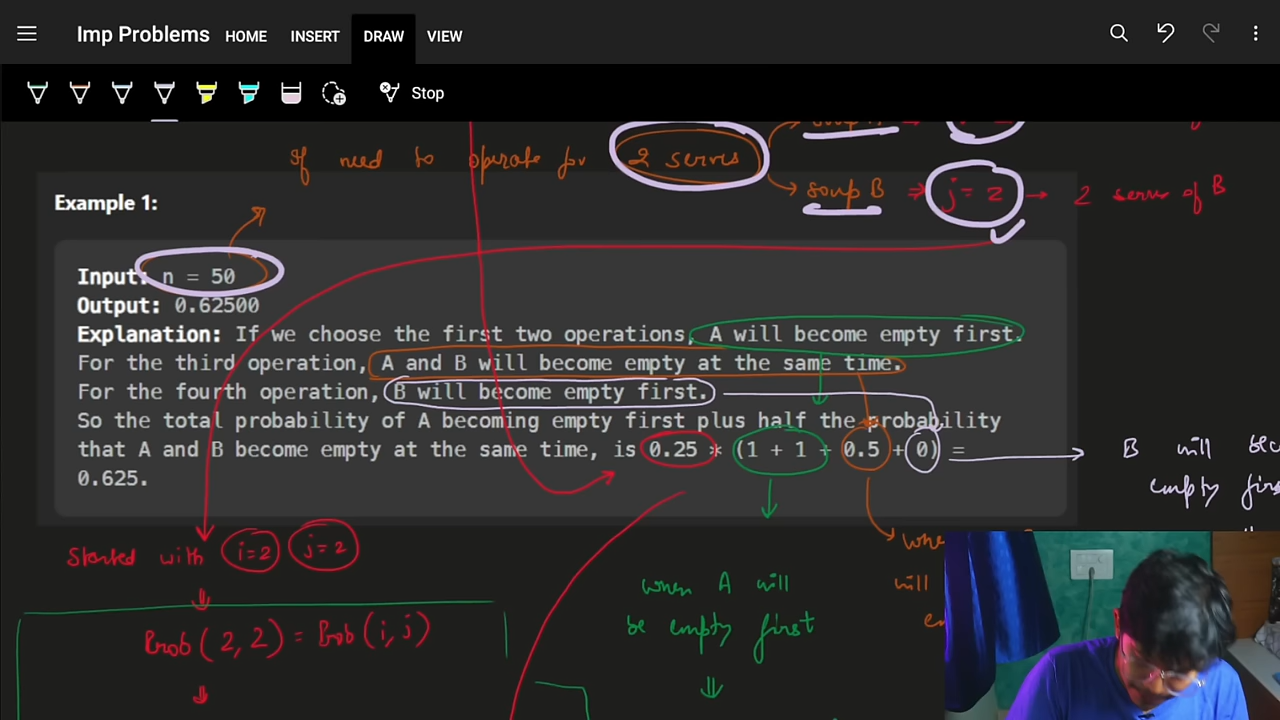 Imp Problems HOME INSERT DRAW VIEW
Stop
If need to operate for 2 serves
soup B ⇒ j = 2 → 2 serve of B
Example 1:
Input: n = 50
Output: 0.62500
Explanation: If we choose the first two operations, A will become empty first.
For the third operation, A and B will become empty at the same time.
For the fourth operation, B will become empty first.
So the total probability of A becoming empty first plus half the probability
that A and B become empty at the same time, is 0.25 * (1 + 1 + 0.5 + 0) =
0.625.
B will
empty
Started with i=2 j=2
when A will
be empty first
will
Prob(2,2) = Prob(i,j)